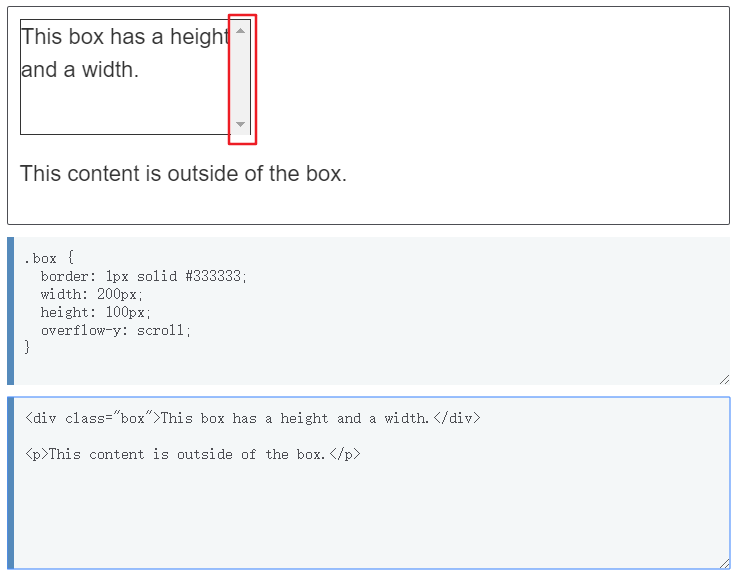 This box has a height
and a width.
This content is outside of the box.
.box {
  border: 1px solid #333333;
  width: 200px;
  height: 100px;
  overflow-y: scroll;
}
<div class="box">This box has a height and a width.</div>
<p>This content is outside of the box.</p>